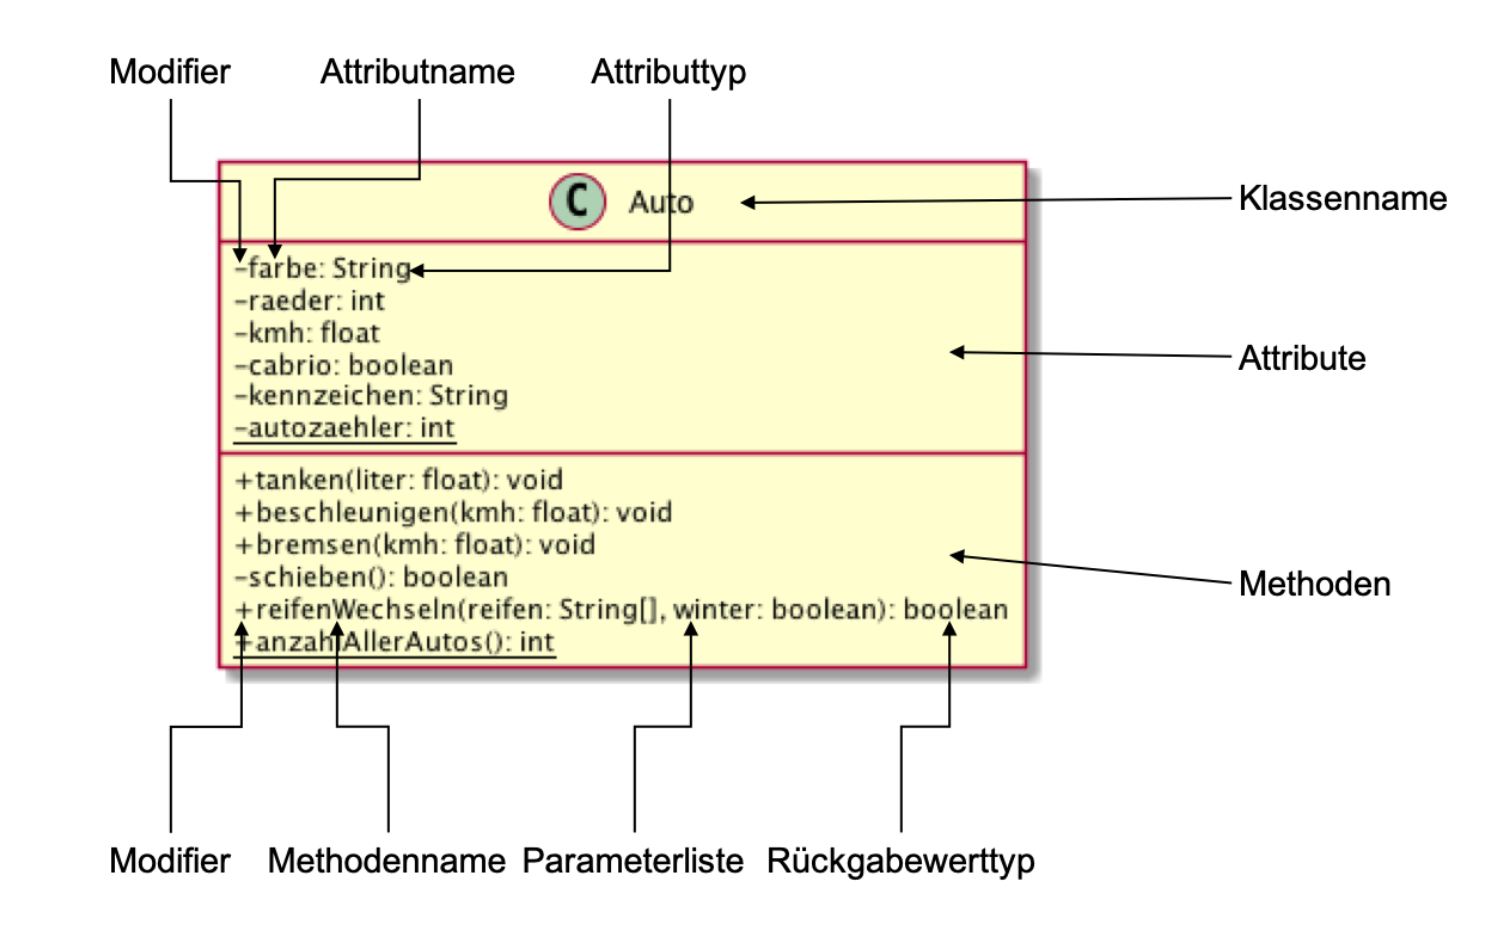 Modifier Attributname Attributtyp
C Auto
Klassenname
-farbe: String
-raeder: int
-kmh: float
-cabrio: boolean
-kennzeichen: String
-autozaehler: int
Attribute
+tanken(liter: float): void
+beschleunigen(kmh: float): void
+bremsen(kmh: float): void
-schieben(): boolean
+reifenWechseln(reifen: String[], winter: boolean): boolean
+anzahlAllerAutos(): int
Methoden
Modifier Methodenname Parameterliste Rückgabewerttyp